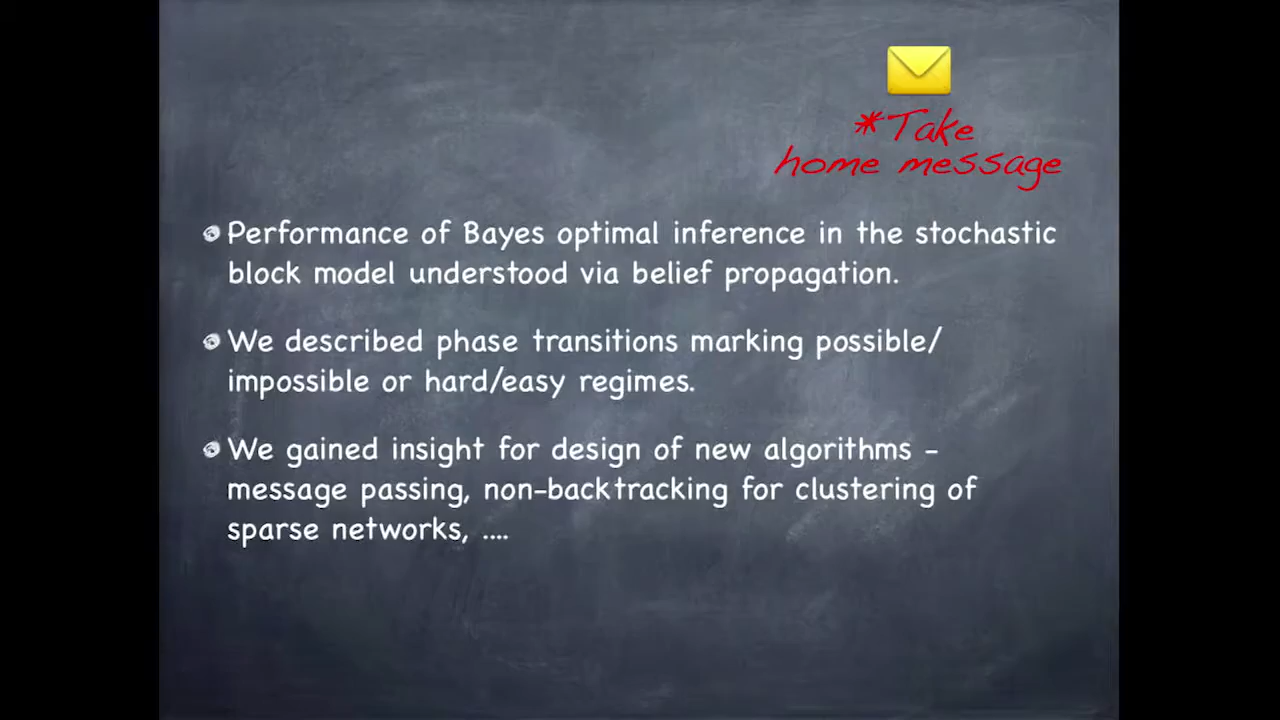 *Take
home message
Performance of Bayes optimal inference in the stochastic
block model understood via belief propagation.
We described phase transitions marking possible/
impossible or hard/easy regimes.
We gained insight for design of new algorithms -
message passing, non-backtracking for clustering of
sparse networks, ....